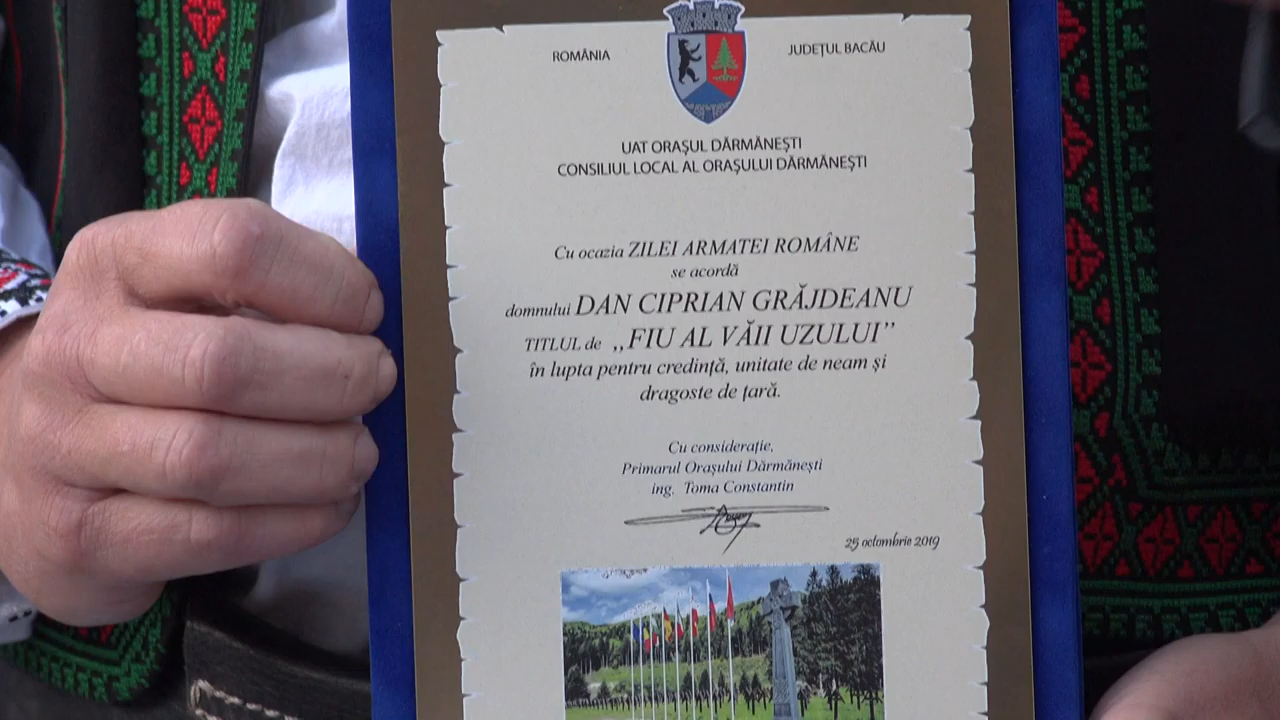 ROMÂNIA
JUDEȚUL BACĂU
UAT ORAȘUL DĂRMĂNEȘTI
CONSILIUL LOCAL AL ORAȘULUI DĂRMĂNEȘTI
Cu ocazia ZILEI ARMATEI ROMÂNE
se acordă
domnului DAN CIPRIAN GRĂJDEANU
TITLUL de „FIU AL VĂII UZULUI”
în lupta pentru credință, unitate de neam și
dragoste de țară.
Cu considerație,
Primarul Orașului Dărmănești
ing. Toma Constantin
25 octombrie 2019